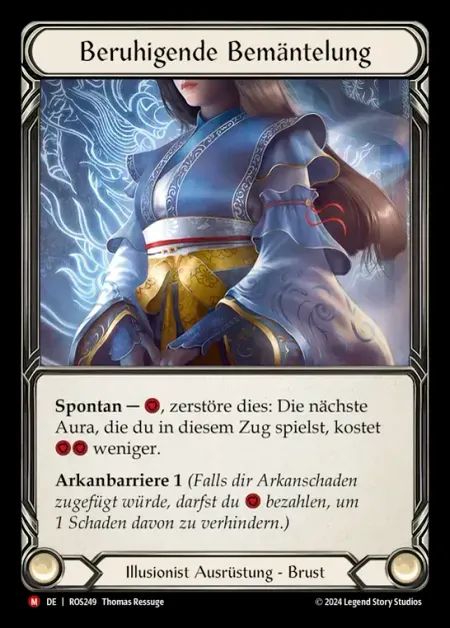 Beruhigende Bemäntelung
Spontan — , zerstöre dies: Die nächste
Aura, die du in diesem Zug spielst, kostet
weniger.
Arkanbarriere 1 (Falls dir Arkanschaden
zugefügt würde, darfst du bezahlen, um
1 Schaden davon zu verhindern.)
Illusionist Ausrüstung - Brust
M DE | ROS249 Thomas Ressuge © 2024 Legend Story Studios